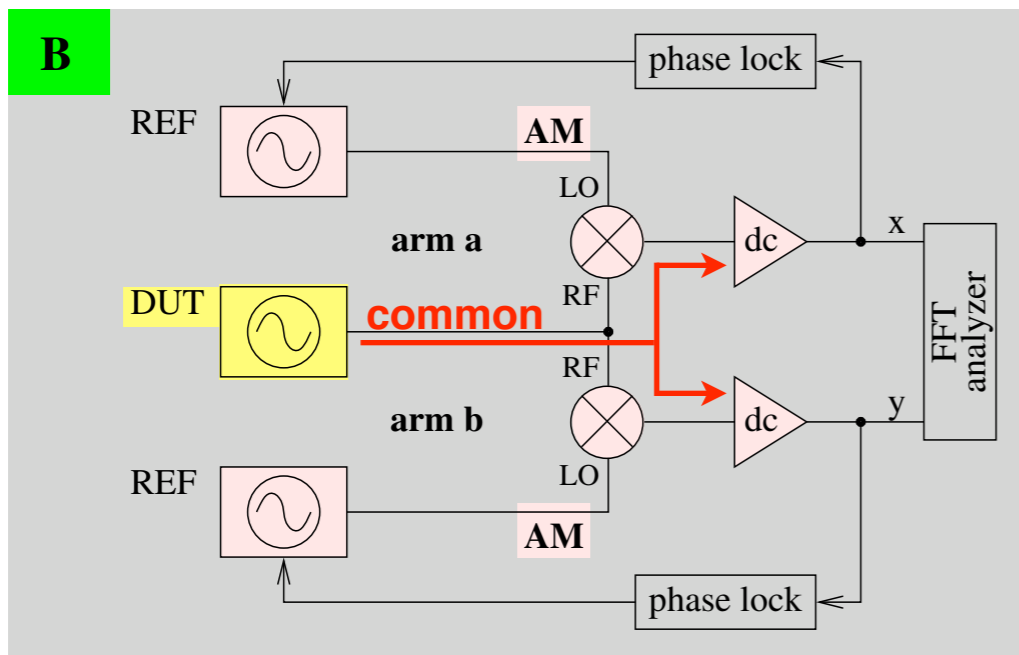 B
phase lock
REF
AM
LO
arm a
dc
x
RF
DUT
common
FFT
analyzer
RF
arm b
dc
y
LO
REF
AM
phase lock